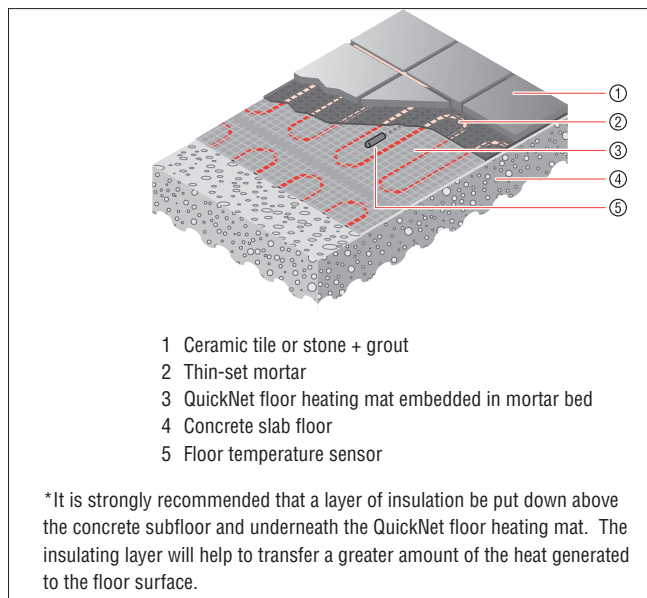 ①
②
③
④
⑤
1 Ceramic tile or stone + grout
2 Thin-set mortar
3 QuickNet floor heating mat embedded in mortar bed
4 Concrete slab floor
5 Floor temperature sensor
*It is strongly recommended that a layer of insulation be put down above
the concrete subfloor and underneath the QuickNet floor heating mat. The
insulating layer will help to transfer a greater amount of the heat generated
to the floor surface.